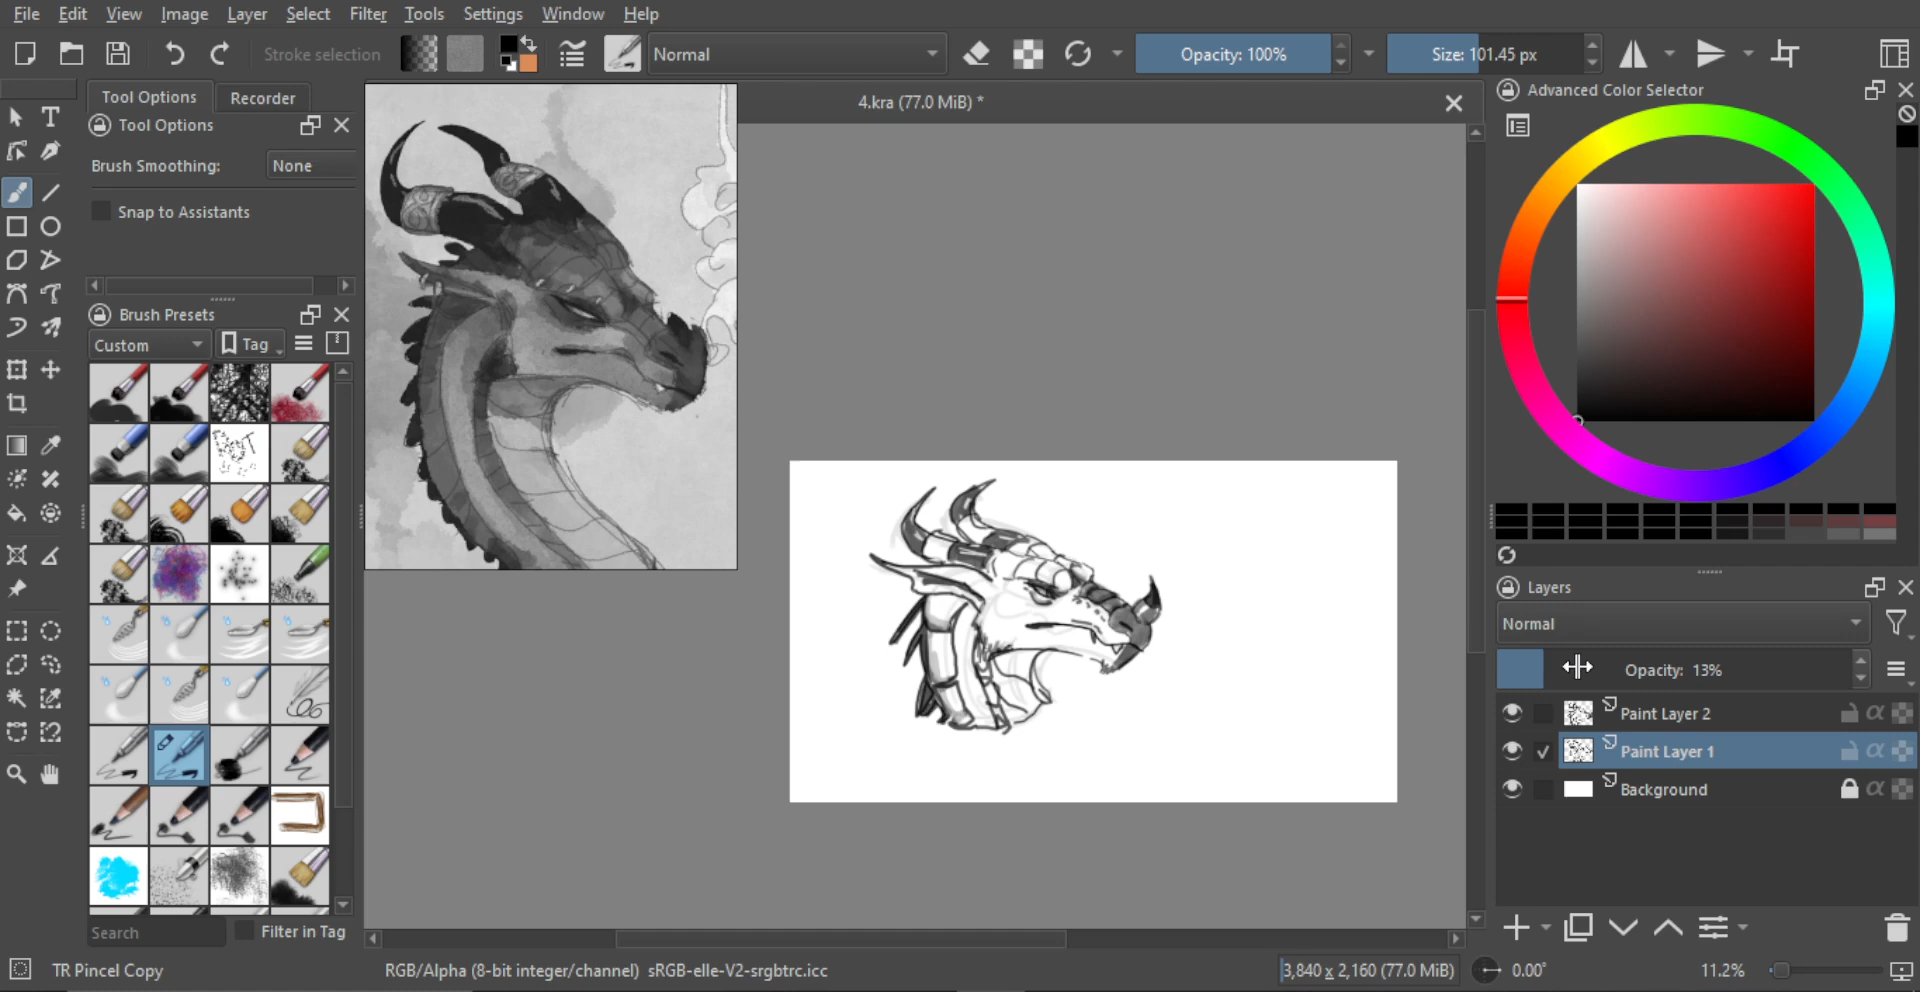 File Edit View Image Layer Select Filter Tools Settings Window Help
Stroke selection Normal Opacity: 100% Size: 101.45 px
Tool Options Recorder
Tool Options
Brush Smoothing: None
Snap to Assistants
Brush Presets
Custom Tag
Search Filter in Tag
4.kra (77.0 MiB) *
Advanced Color Selector
Layers
Normal
Opacity: 13%
Paint Layer 2
Paint Layer 1
Background
TR Pincel Copy RGB/Alpha (8-bit integer/channel) sRGB-elle-V2-srgbtrc.icc 3,840 x 2,160 (77.0 MiB) 0.00° 11.2%